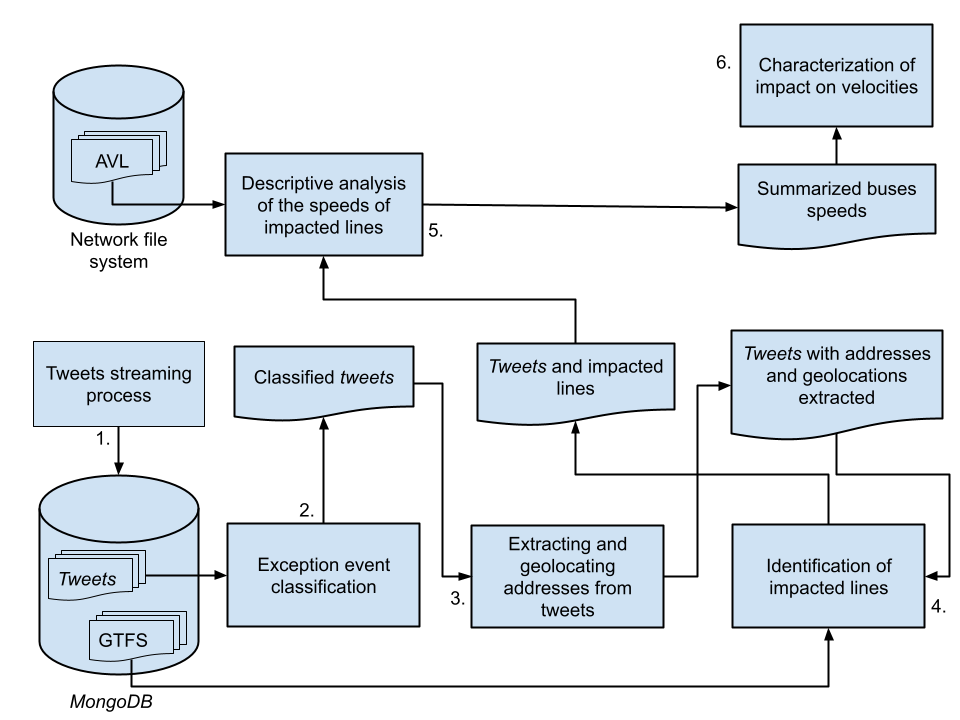 6.
Characterization of
impact on velocities
AVL
Network file
system
Descriptive analysis
of the speeds of
impacted lines
5.
Summarized buses
speeds
Tweets streaming
process
1.
Classified tweets
Tweets and impacted
lines
Tweets with addresses
and geolocations
extracted
Tweets
GTFS
MongoDB
2.
Exception event
classification
3.
Extracting and
geolocating
addresses from
tweets
Identification of
impacted lines
4.